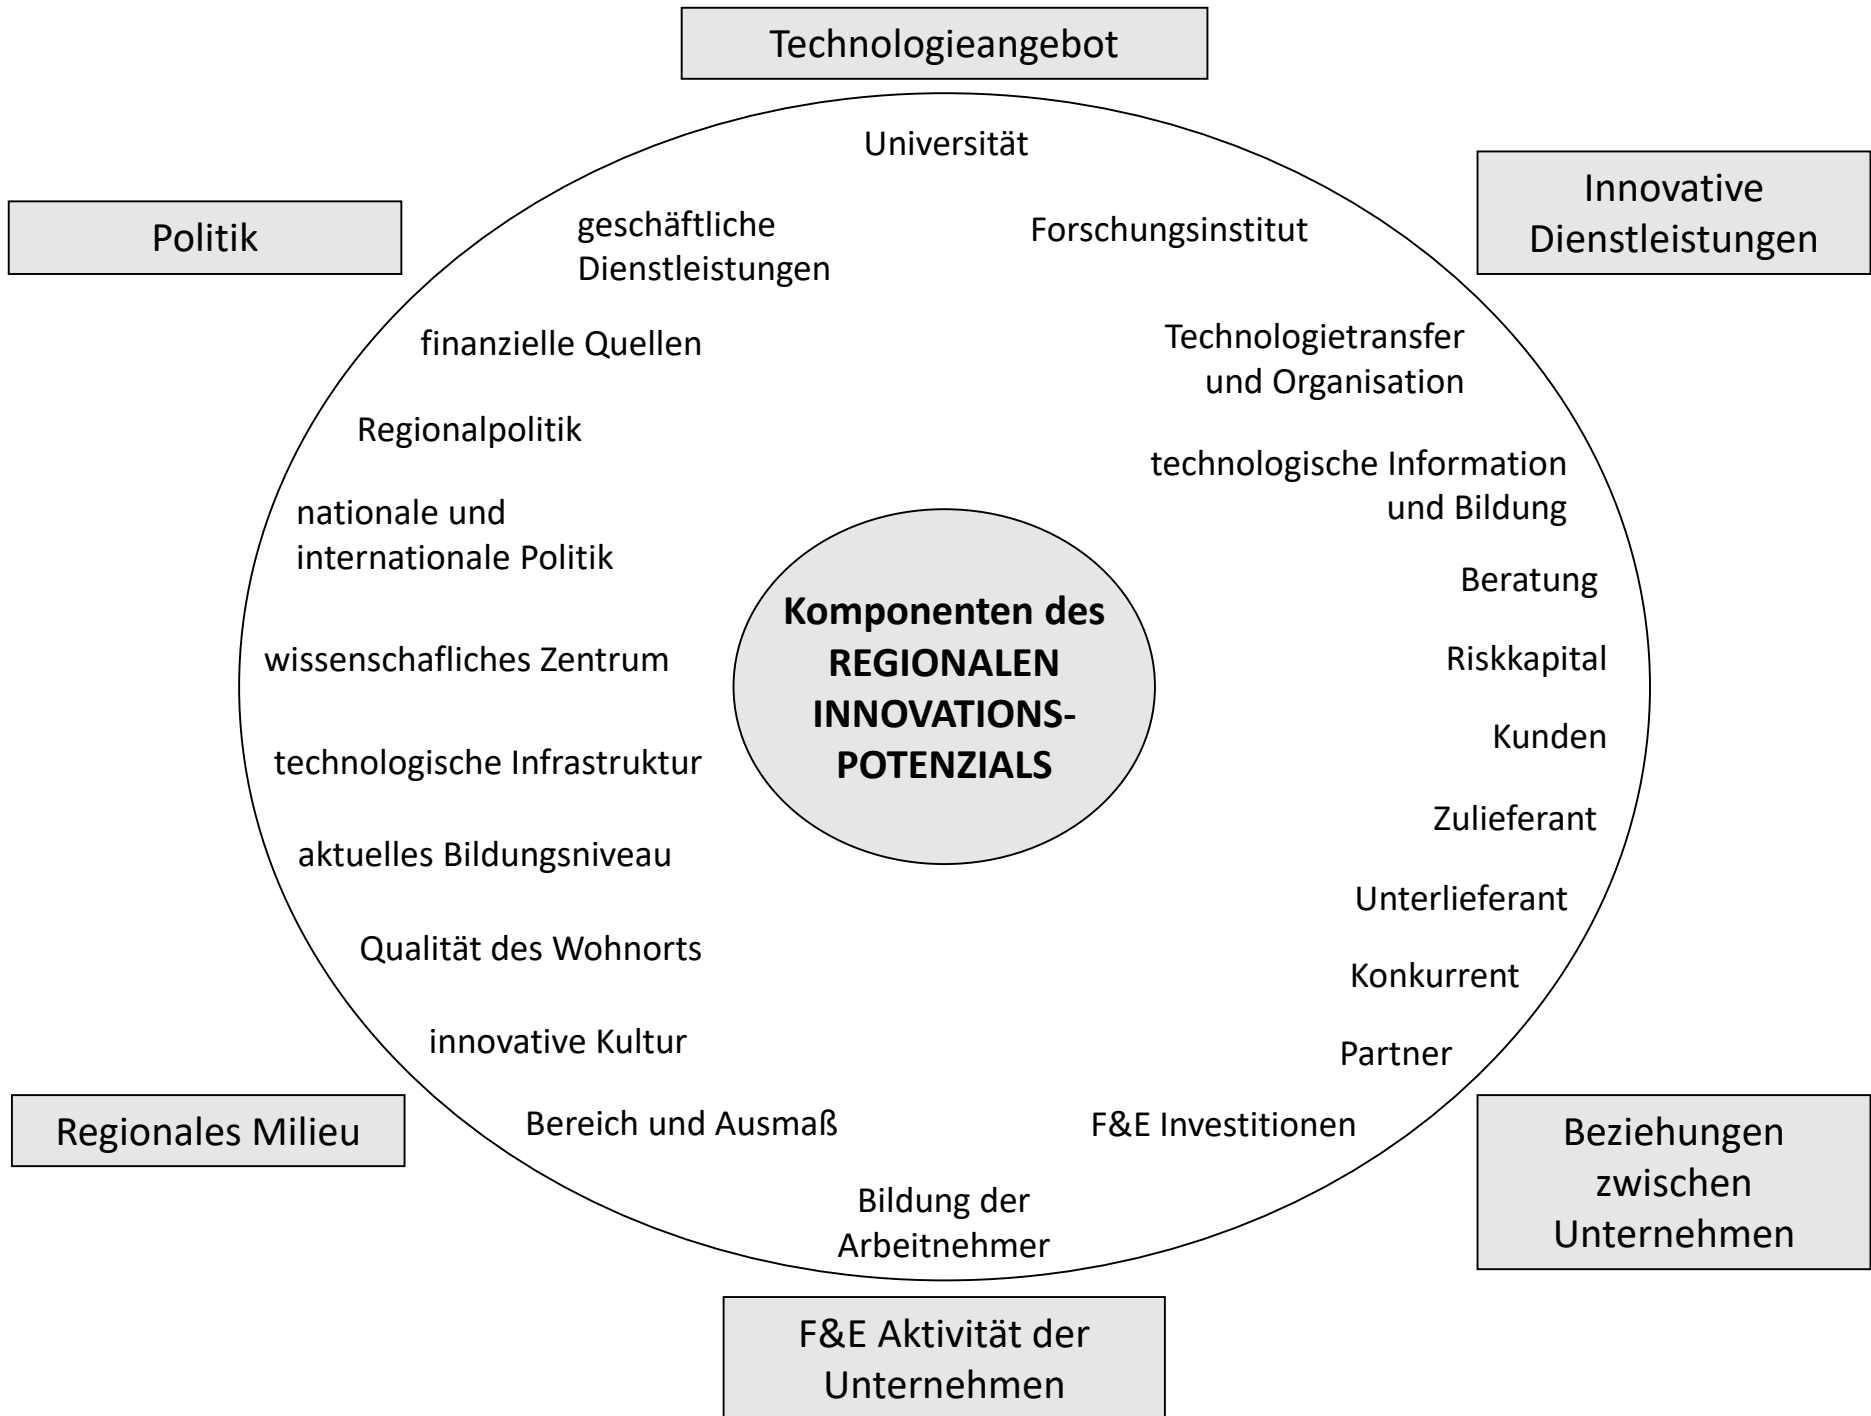 Technologieangebot
Universität
Politik
geschäftliche
Dienstleistungen
Forschungsinstitut
Innovative
Dienstleistungen
finanzielle Quellen
Technologietransfer
und Organisation
Regionalpolitik
technologische Information
und Bildung
nationale und
internationale Politik
Beratung
Komponenten des
REGIONALEN
INNOVATIONS-
POTENZIALS
wissenschafliches Zentrum
Riskkapital
technologische Infrastruktur
Kunden
aktuelles Bildungsniveau
Zulieferant
Unterlieferant
Qualität des Wohnorts
Konkurrent
innovative Kultur
Partner
Regionales Milieu
Bereich und Ausmaß
F&E Investitionen
Beziehungen
zwischen
Unternehmen
Bildung der
Arbeitnehmer
F&E Aktivität der
Unternehmen